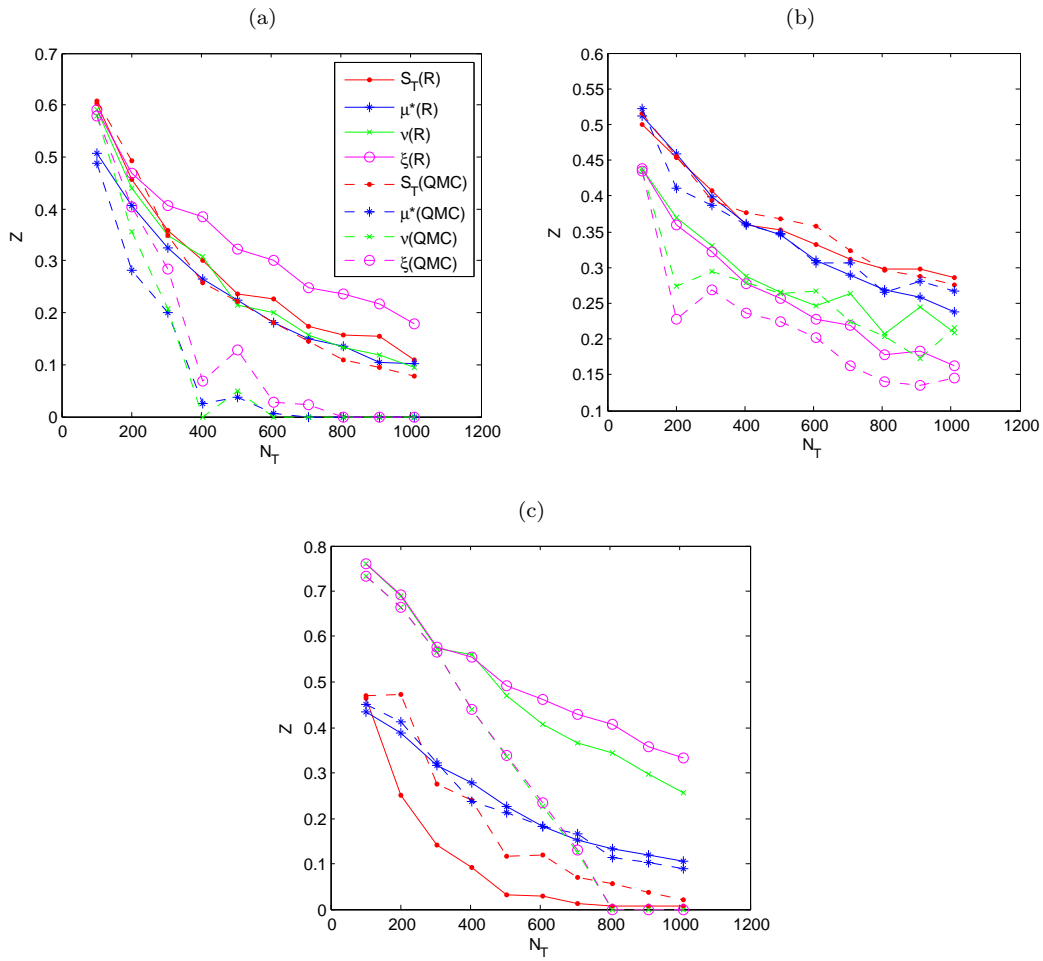 (a)
0.7
0.6
0.5
0.4
0.3
0.2
0.1
0
Z
0 200 400 600 800 1000 1200
N_T
S_T(R)
μ*(R)
ν(R)
ξ(R)
S_T(QMC)
μ*(QMC)
ν(QMC)
ξ(QMC)
(b)
0.6
0.55
0.5
0.45
0.4
0.35
0.3
0.25
0.2
0.15
0.1
Z
0 200 400 600 800 1000 1200
N_T
(c)
0.8
0.7
0.6
0.5
0.4
0.3
0.2
0.1
0
Z
0 200 400 600 800 1000 1200
N_T